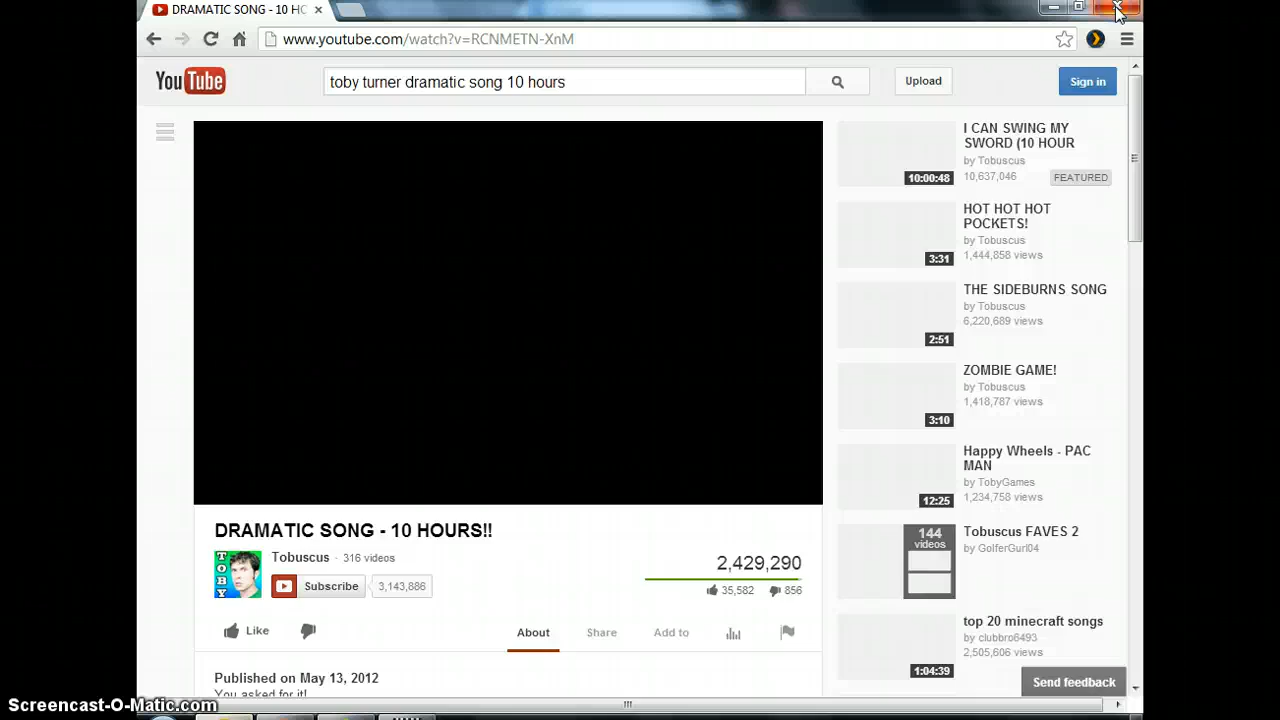 DRAMATIC SONG - 10 HC
www.youtube.com/watch?v=RCNMETN-XnM
YouTube
toby turner dramatic song 10 hours
Upload
Sign in
I CAN SWING MY
SWORD (10 HOUR
by Tobuscus
10,637,046
FEATURED
10:00:48
HOT HOT HOT
POCKETS!
by Tobuscus
1,444,858 views
3:31
THE SIDEBURNS SONG
by Tobuscus
6,220,689 views
2:51
ZOMBIE GAME!
by Tobuscus
1,418,787 views
3:10
Happy Wheels - PAC
MAN
by TobyGames
1,234,758 views
12:25
144
videos
Tobuscus FAVES 2
by GolferGurl04
top 20 minecraft songs
by clubbro6493
2,505,606 views
1:04:39
DRAMATIC SONG - 10 HOURS!!
TOBY
Tobuscus · 316 videos
Subscribe
3,143,886
2,429,290
35,582
856
Like
About
Share
Add to
Published on May 13, 2012
You asked for it!
Send feedback
Screencast-O-Matic.com